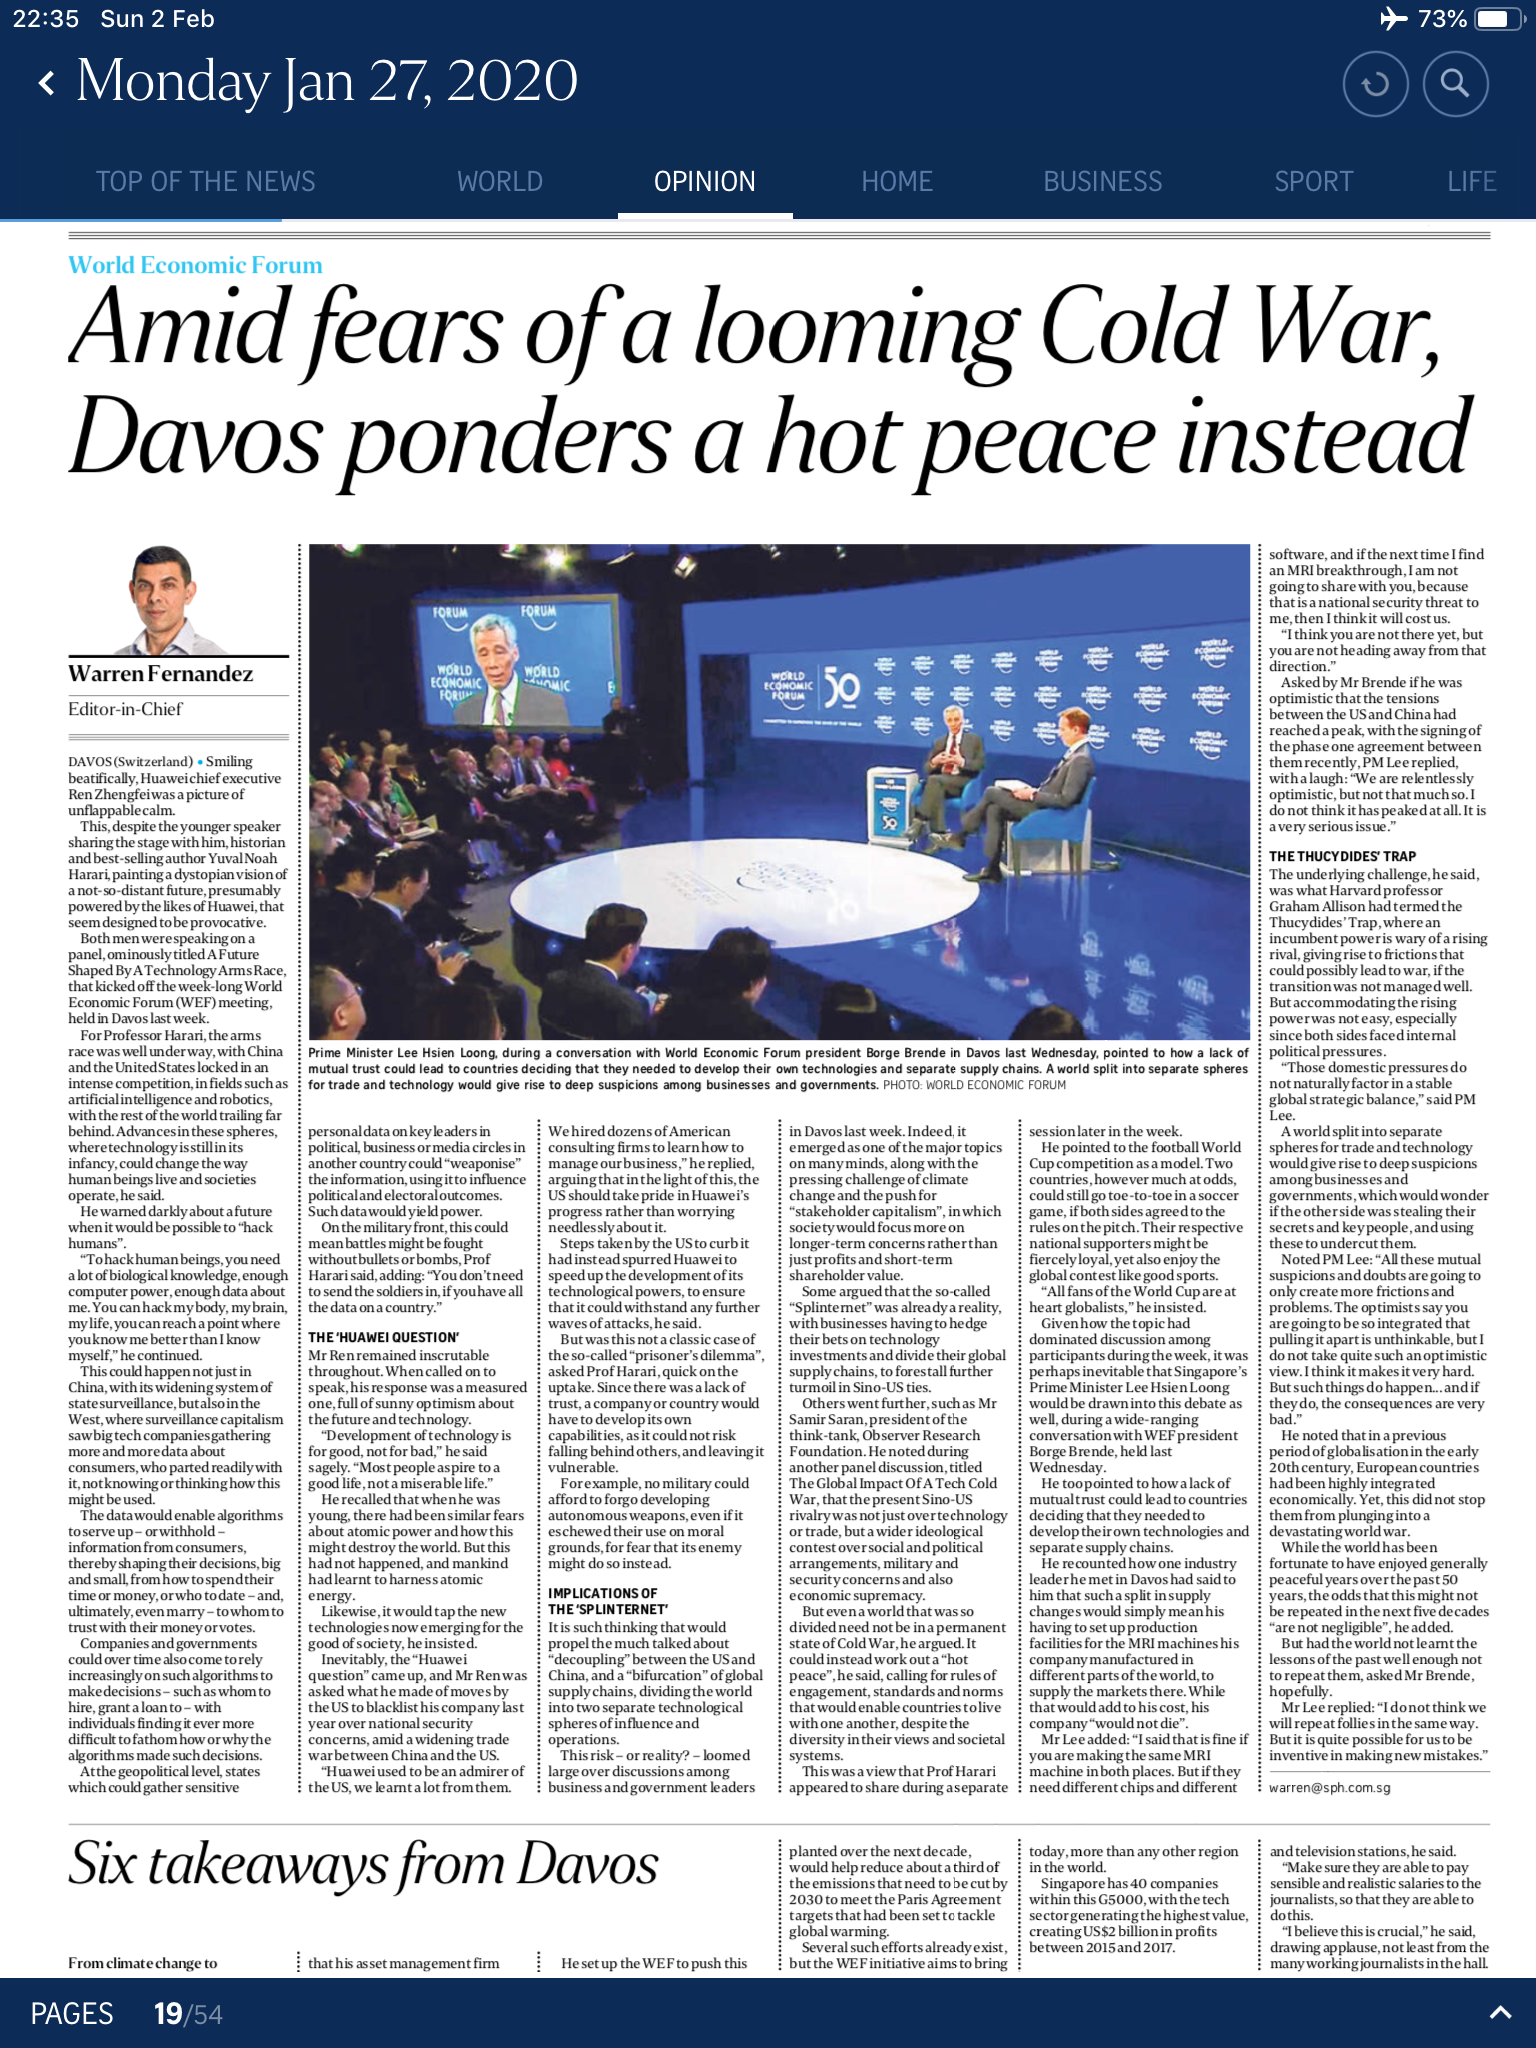 22:35 Sun 2 Feb
73%
Monday Jan 27, 2020
TOP OF THE NEWS
WORLD
OPINION
HOME
BUSINESS
SPORT
LIFE
World Economic Forum
Amid fears of a looming Cold War,
Davos ponders a hot peace instead
Warren Fernandez
Editor-in-Chief
DAVOS (Switzerland) • Smiling
beatifically, Huawei chief executive
Ren Zhengfei was a picture of
unflappable calm.
This, despite the younger speaker
sharing the stage with him, historian
and best-selling author Yuval Noah
Harari, painting a dystopian vision of
a not-so-distant future, presumably
powered by the likes of Huawei, that
seem designed to be provocative.
Both men were speaking on a
panel, ominously titled A Future
Shaped By A Technology Arms Race,
that kicked off the week-long World
Economic Forum (WEF) meeting,
held in Davos last week.
For Professor Harari, the arms
race was well under way, with China
and the United States locked in an
intense competition, in fields such as
artificial intelligence and robotics,
with the rest of the world trailing far
behind. Advances in these spheres,
where technology is still in its
infancy, could change the way
human beings live and societies
operate, he said.
He warned darkly about a future
when it would be possible to “hack
humans”.
“To hack human beings, you need
a lot of biological knowledge, enough
computer power, enough data about
me. You can hack my body, my brain,
my life, you can reach a point where
you know me better than I know
myself,” he continued.
This could happen not just in
China, with its widening system of
state surveillance, but also in the
West, where surveillance capitalism
saw big tech companies gathering
more and more data about
consumers, who parted readily with
it, not knowing or thinking how this
might be used.
The data would enable algorithms
to serve up – or withhold –
information from consumers,
thereby shaping their decisions, big
and small, from how to spend their
time or money, or who to date – and,
ultimately, even marry – to whom to
trust with their money or votes.
Companies and governments
could over time also come to rely
increasingly on such algorithms to
make decisions – such as whom to
hire, grant a loan to – with
individuals finding it ever more
difficult to fathom how or why the
algorithms made such decisions.
At the geopolitical level, states
which could gather sensitive
FORUM FORUM
WORLD ECONOMIC FORUM
WORLD ECONOMIC FORUM 50
Prime Minister Lee Hsien Loong, during a conversation with World Economic Forum president Borge Brende in Davos last Wednesday, pointed to how a lack of
mutual trust could lead to countries deciding that they needed to develop their own technologies and separate supply chains. A world split into separate spheres
for trade and technology would give rise to deep suspicions among businesses and governments. PHOTO: WORLD ECONOMIC FORUM
personal data on key leaders in
political, business or media circles in
another country could “weaponise”
the information, using it to influence
political and electoral outcomes.
Such data would yield power.
On the military front, this could
mean battles might be fought
without bullets or bombs, Prof
Harari said, adding: “You don't need
to send the soldiers in, if you have all
the data on a country.”
THE ‘HUAWEI QUESTION’
Mr Ren remained inscrutable
throughout. When called on to
speak, his response was a measured
one, full of sunny optimism about
the future and technology.
“Development of technology is
for good, not for bad,” he said
sagely. “Most people aspire to a
good life, not a miserable life.”
He recalled that when he was
young, there had been similar fears
about atomic power and how this
might destroy the world. But this
had not happened, and mankind
had learnt to harness atomic
energy.
Likewise, it would tap the new
technologies now emerging for the
good of society, he insisted.
Inevitably, the “Huawei
question” came up, and Mr Ren was
asked what he made of moves by
the US to blacklist his company last
year over national security
concerns, amid a widening trade
war between China and the US.
“Huawei used to be an admirer of
the US, we learnt a lot from them.
We hired dozens of American
consulting firms to learn how to
manage our business,” he replied,
arguing that in the light of this, the
US should take pride in Huawei's
progress rather than worrying
needlessly about it.
Steps taken by the US to curb it
had instead spurred Huawei to
speed up the development of its
technological powers, to ensure
that it could withstand any further
waves of attacks, he said.
But was this not a classic case of
the so-called “prisoner's dilemma”,
asked Prof Harari, quick on the
uptake. Since there was a lack of
trust, a company or country would
have to develop its own
capabilities, as it could not risk
falling behind others, and leaving it
vulnerable.
For example, no military could
afford to forgo developing
autonomous weapons, even if it
eschewed their use on moral
grounds, for fear that its enemy
might do so instead.
IMPLICATIONS OF
THE ‘SPLINTERNET’
It is such thinking that would
propel the much talked about
“decoupling” between the US and
China, and a “bifurcation” of global
supply chains, dividing the world
into two separate technological
spheres of influence and
operations.
This risk – or reality? – loomed
large over discussions among
business and government leaders
in Davos last week. Indeed, it
emerged as one of the major topics
on many minds, along with the
pressing challenge of climate
change and the push for
“stakeholder capitalism”, in which
society would focus more on
longer-term concerns rather than
just profits and short-term
shareholder value.
Some argued that the so-called
“Splinternet” was already a reality,
with businesses having to hedge
their bets on technology
investments and divide their global
supply chains, to forestall further
turmoil in Sino-US ties.
Others went further, such as Mr
Samir Saran, president of the
think-tank, Observer Research
Foundation. He noted during
another panel discussion, titled
The Global Impact Of A Tech Cold
War, that the present Sino-US
rivalry was not just over technology
or trade, but a wider ideological
contest over social and political
arrangements, military and
security concerns and also
economic supremacy.
But even a world that was so
divided need not be in a permanent
state of Cold War, he argued. It
could instead work out a “hot
peace”, he said, calling for rules of
engagement, standards and norms
that would enable countries to live
with one another, despite the
diversity in their views and societal
systems.
This was a view that Prof Harari
appeared to share during a separate
session later in the week.
He pointed to the football World
Cup competition as a model. Two
countries, however much at odds,
could still go toe-to-toe in a soccer
game, if both sides agreed to the
rules on the pitch. Their respective
national supporters might be
fiercely loyal, yet also enjoy the
global contest like good sports.
“All fans of the World Cup are at
heart globalists,” he insisted.
Given how the topic had
dominated discussion among
participants during the week, it was
perhaps inevitable that Singapore's
Prime Minister Lee Hsien Loong
would be drawn into this debate as
well, during a wide-ranging
conversation with WEF president
Borge Brende, held last
Wednesday.
He too pointed to how a lack of
mutual trust could lead to countries
deciding that they needed to
develop their own technologies and
separate supply chains.
He recounted how one industry
leader he met in Davos had said to
him that such a split in supply
changes would simply mean his
having to set up production
facilities for the MRI machines his
company manufactured in
different parts of the world, to
supply the markets there. While
that would add to his cost, his
company “would not die”.
Mr Lee added: “I said that is fine if
you are making the same MRI
machine in both places. But if they
need different chips and different
software, and if the next time I find
an MRI breakthrough, I am not
going to share with you, because
that is a national security threat to
me, then I think it will cost us.
“I think you are not there yet, but
you are not heading away from that
direction.”
Asked by Mr Brende if he was
optimistic that the tensions
between the US and China had
reached a peak, with the signing of
the phase one agreement between
them recently, PM Lee replied,
with a laugh: “We are relentlessly
optimistic, but not that much so. I
do not think it has peaked at all. It is
a very serious issue.”
THE THUCYDIDES’ TRAP
The underlying challenge, he said,
was what Harvard professor
Graham Allison had termed the
Thucydides’ Trap, where an
incumbent power is wary of a rising
rival, giving rise to frictions that
could possibly lead to war, if the
transition was not managed well.
But accommodating the rising
power was not easy, especially
since both sides faced internal
political pressures.
“Those domestic pressures do
not naturally factor in a stable
global strategic balance,” said PM
Lee.
A world split into separate
spheres for trade and technology
would give rise to deep suspicions
among businesses and
governments, which would wonder
if the other side was stealing their
secrets and key people, and using
these to undercut them.
Noted PM Lee: “All these mutual
suspicions and doubts are going to
only create more frictions and
problems. The optimists say you
are going to be so integrated that
pulling it apart is unthinkable, but I
do not take quite such an optimistic
view. I think it makes it very hard.
But such things do happen... and if
they do, the consequences are very
bad.”
He noted that in a previous
period of globalisation in the early
20th century, European countries
had been highly integrated
economically. Yet, this did not stop
them from plunging into a
devastating world war.
While the world has been
fortunate to have enjoyed generally
peaceful years over the past 50
years, the odds that this might not
be repeated in the next five decades
“are not negligible”, he added.
But had the world not learnt the
lessons of the past well enough not
to repeat them, asked Mr Brende,
hopefully.
Mr Lee replied: “I do not think we
will repeat follies in the same way.
But it is quite possible for us to be
inventive in making new mistakes.”
warren@sph.com.sg
Six takeaways from Davos
From climate change to
that his asset management firm
He set up the WEF to push this
planted over the next decade,
would help reduce about a third of
the emissions that need to be cut by
2030 to meet the Paris Agreement
targets that had been set to tackle
global warming.
Several such efforts already exist,
but the WEF initiative aims to bring
today, more than any other region
in the world.
Singapore has 40 companies
within this G5000, with the tech
sector generating the highest value,
creating US$2 billion in profits
between 2015 and 2017.
and television stations, he said.
“Make sure they are able to pay
sensible and realistic salaries to the
journalists, so that they are able to
do this.
“I believe this is crucial,” he said,
drawing applause, not least from the
many working journalists in the hall.
PAGES 19/54